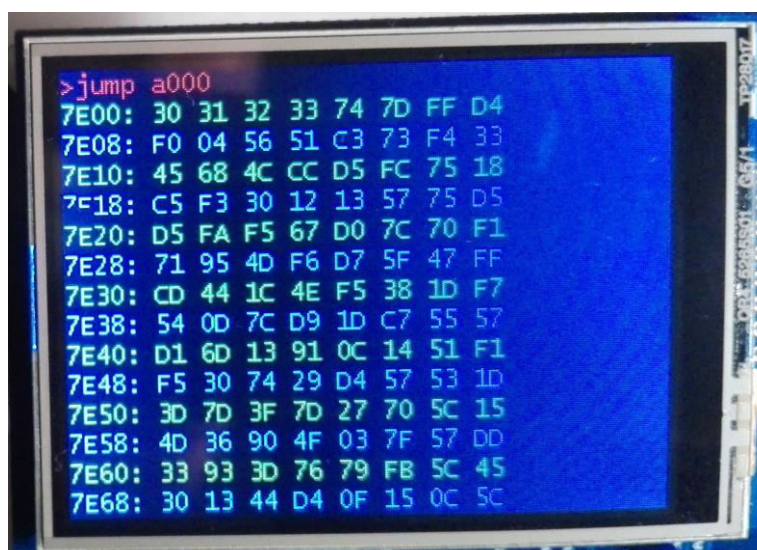 >jump a000
7E00: 30 31 32 33 74 7D FF D4
7E08: F0 04 56 51 C3 73 F4 33
7E10: 45 68 4C CC D5 FC 75 18
7E18: C5 F3 30 12 13 57 75 D5
7E20: D5 FA F5 67 D0 7C 70 F1
7E28: 71 95 4D F6 D7 5F 47 FF
7E30: CD 44 1C 4E F5 38 1D F7
7E38: 54 0D 7C D9 1D C7 55 57
7E40: D1 6D 13 91 0C 14 51 F1
7E48: F5 30 74 29 D4 57 53 1D
7E50: 3D 7D 3F 7D 27 70 5C 15
7E58: 4D 36 90 4F 03 7F 57 DD
7E60: 33 93 3D 76 79 FB 5C 45
7E68: 30 13 44 D4 0F 15 0C 5C
TP28017